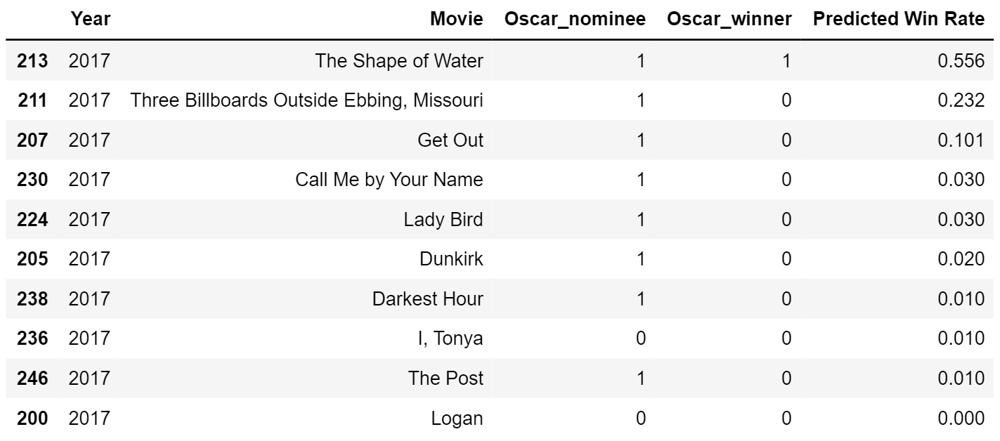 Year Movie Oscar_nominee Oscar_winner Predicted Win Rate
213 2017 The Shape of Water 1 1 0.556
211 2017 Three Billboards Outside Ebbing, Missouri 1 0 0.232
207 2017 Get Out 1 0 0.101
230 2017 Call Me by Your Name 1 0 0.030
224 2017 Lady Bird 1 0 0.030
205 2017 Dunkirk 1 0 0.020
238 2017 Darkest Hour 1 0 0.010
236 2017 I, Tonya 0 0 0.010
246 2017 The Post 1 0 0.010
200 2017 Logan 0 0 0.000